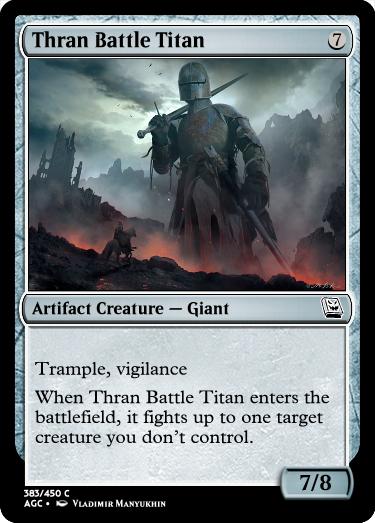 Thran Battle Titan
7
Artifact Creature — Giant
Trample, vigilance
When Thran Battle Titan enters the
battlefield, it fights up to one target
creature you don't control.
7/8
383/450 C
AGC • Vladimir Manyukhin